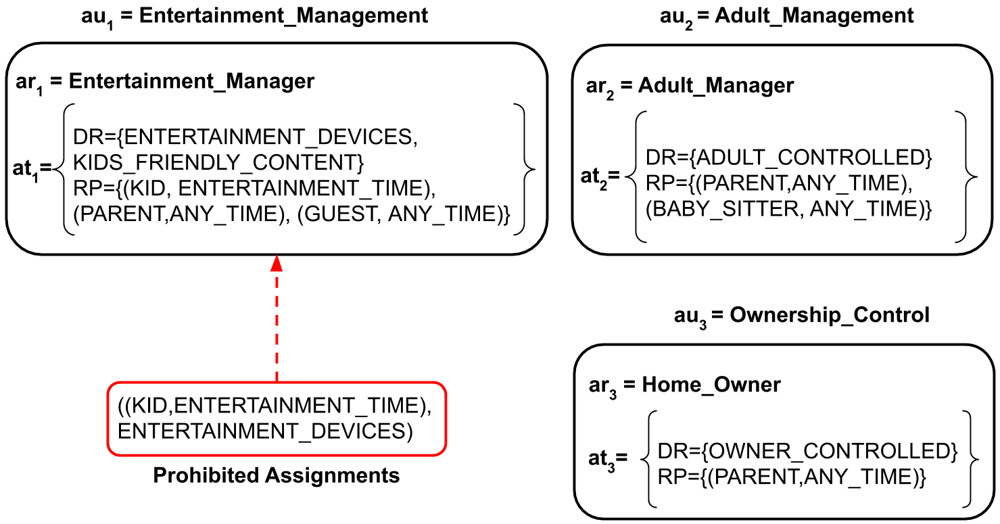 au1 = Entertainment_Management
ar1 = Entertainment_Manager
at1=
DR={ENTERTAINMENT_DEVICES,
KIDS_FRIENDLY_CONTENT}
RP={(KID, ENTERTAINMENT_TIME),
(PARENT,ANY_TIME), (GUEST, ANY_TIME)}
((KID,ENTERTAINMENT_TIME),
ENTERTAINMENT_DEVICES)
Prohibited Assignments
au2 = Adult_Management
ar2 = Adult_Manager
at2=
DR={ADULT_CONTROLLED}
RP={(PARENT,ANY_TIME),
(BABY_SITTER, ANY_TIME)}
au3 = Ownership_Control
ar3 = Home_Owner
at3=
DR={OWNER_CONTROLLED}
RP={(PARENT,ANY_TIME)}